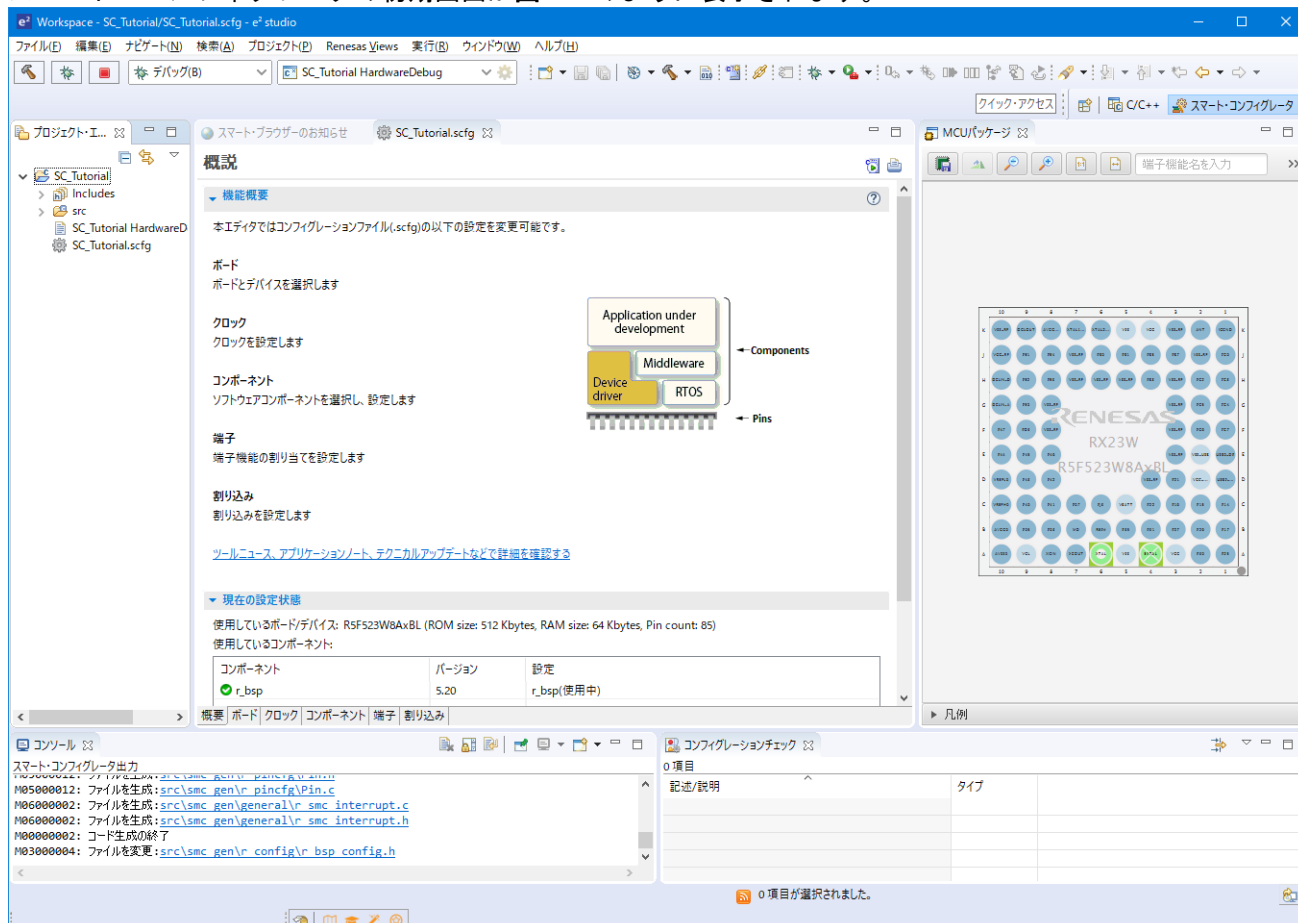 Workspace - SC_Tutorial/SC_Tutorial.scfg - e² studio
ファイル(F) 編集(E) ナビゲート(N) 検索(A) プロジェクト(P) Renesas Views 実行(R) ウィンドウ(W) ヘルプ(H)
デバッグ(B) SC_Tutorial HardwareDebug
クイック・アクセス C/C++ スマート・コンフィグレータ
プロジェクト・エ...
SC_Tutorial
Includes
src
SC_Tutorial HardwareD
SC_Tutorial.scfg
スマート・ブラウザーのお知らせ SC_Tutorial.scfg
概説
機能概要
本エディタではコンフィグレーションファイル(.scfg)の以下の設定を変更可能です。
ボード
ボードとデバイスを選択します
クロック
クロックを設定します
コンポーネント
ソフトウェアコンポーネントを選択し、設定します
端子
端子機能の割り当てを設定します
割り込み
割り込みを設定します
ツールニュース、アプリケーションノート、テクニカルアップデートなどで詳細を確認する
Application under
development
Middleware
Device
driver
RTOS
Components
Pins
現在の設定状態
使用しているボード/デバイス: R5F523W8AxBL (ROM size: 512 Kbytes, RAM size: 64 Kbytes, Pin count: 85)
使用しているコンポーネント:
コンポーネント バージョン 設定
r_bsp 5.20 r_bsp(使用中)
概要 ボード クロック コンポーネント 端子 割り込み
MCUパッケージ
端子機能名を入力
RENESAS
RX23W
R5F523W8AxBL
凡例
コンソール
スマート・コンフィグレータ出力
M05000012: ファイルを生成:src\smc_gen\r_pincfg\Pin.h
M05000012: ファイルを生成:src\smc_gen\r_pincfg\Pin.c
M06000002: ファイルを生成:src\smc_gen\general\r_smc_interrupt.c
M06000002: ファイルを生成:src\smc_gen\general\r_smc_interrupt.h
M00000002: コード生成の終了
M03000004: ファイルを変更:src\smc_gen\r_config\r_bsp_config.h
コンフィグレーションチェック
0 項目
記述/説明 タイプ
0 項目が選択されました。